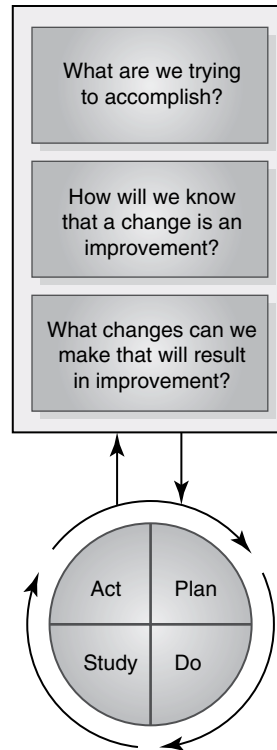 What are we trying
to accomplish?
How will we know
that a change is an
improvement?
What changes can we
make that will result
in improvement?
Act
Plan
Study
Do